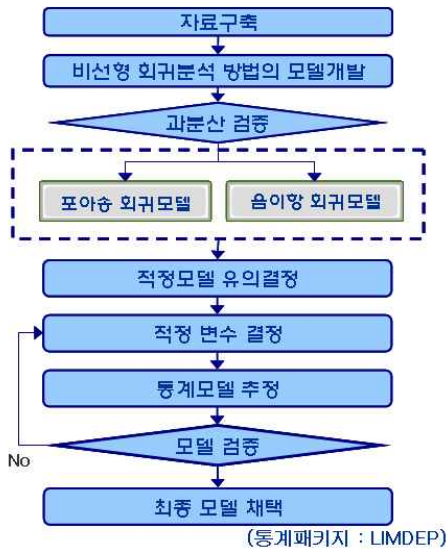 자료구축
비선형 회귀분석 방법의 모델개발
과분산 검증
포아송 회귀모델
음이항 회귀모델
적정모델 유의결정
적정 변수 결정
통계모델 추정
모델 검증
No
최종 모델 채택
(통계패키지 : LIMDEP)